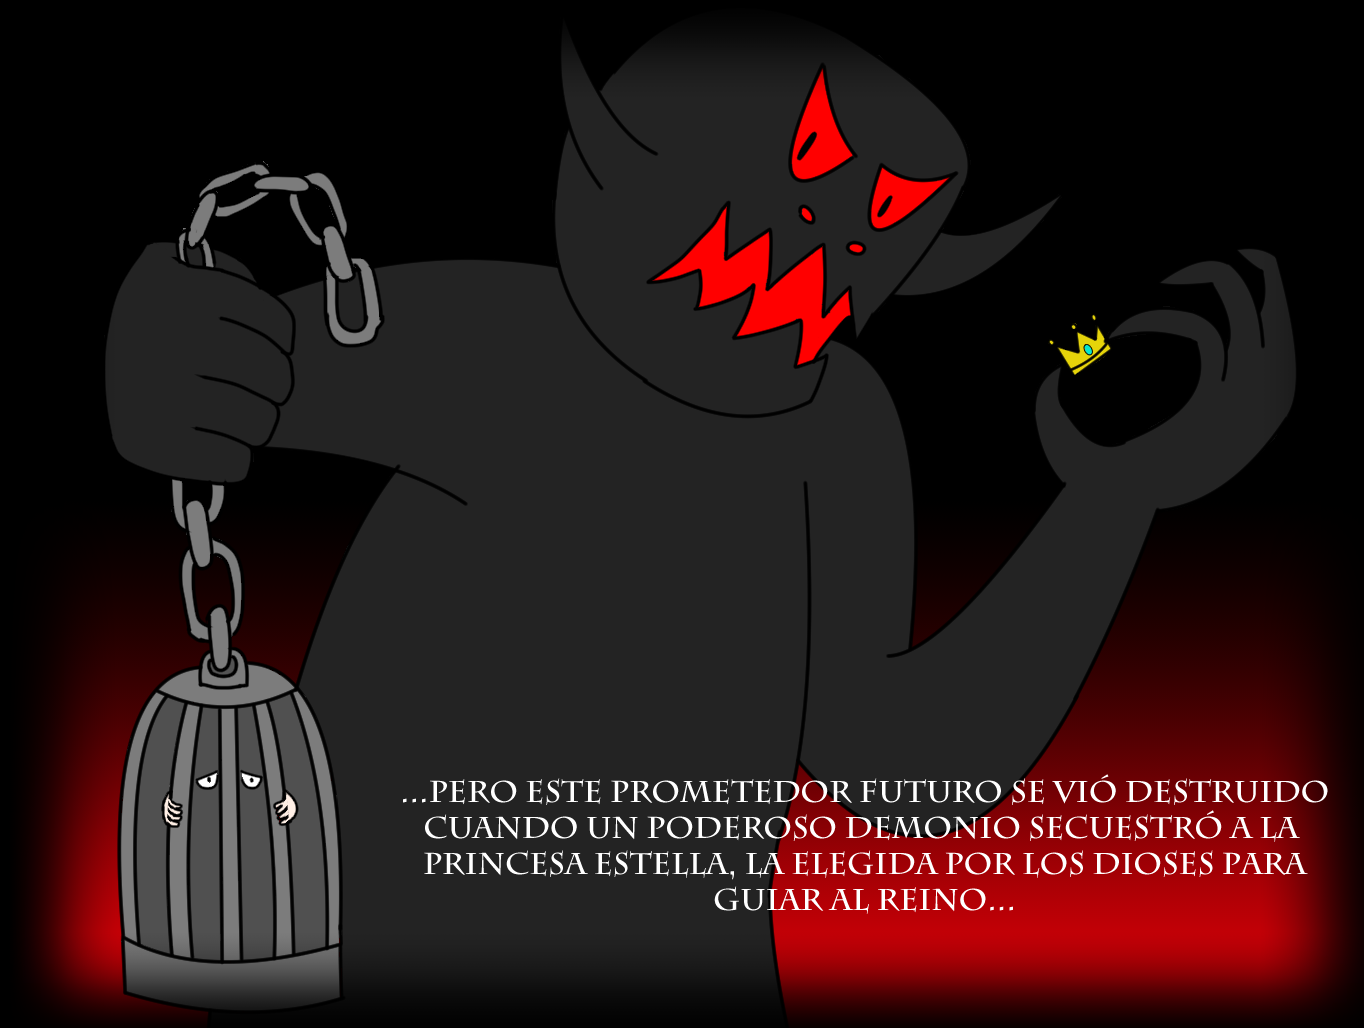 ...PERO ESTE PROMETEDOR FUTURO SE VIÓ DESTRUIDO
CUANDO UN PODEROSO DEMONIO SECUESTRÓ A LA
PRINCESA ESTELLA, LA ELEGIDA POR LOS DIOSES PARA
GUIAR AL REINO...